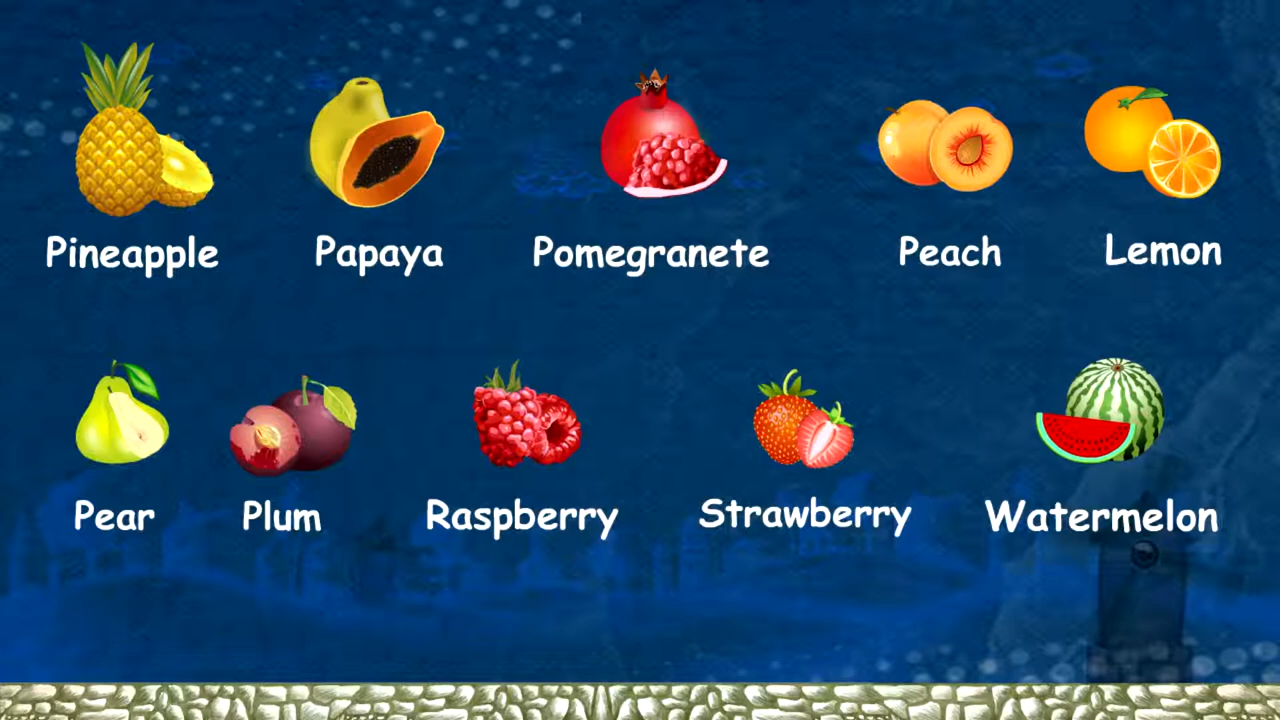 Pineapple
Papaya
Pomegranete
Peach
Lemon
Pear
Plum
Raspberry
Strawberry
Watermelon